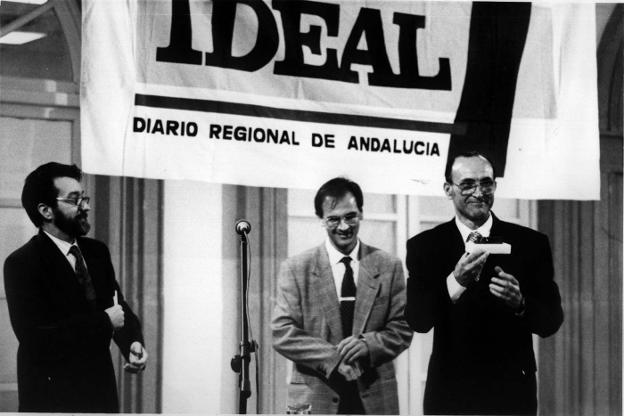 IDEAL
DIARIO REGIONAL DE ANDALUCIA